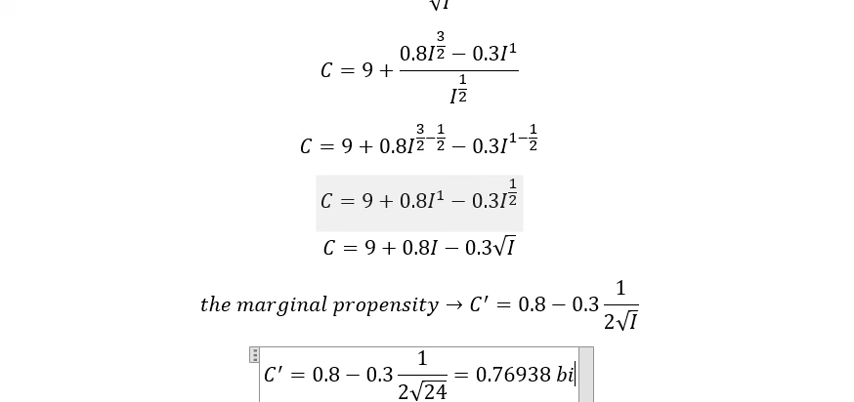 √I
C = 9 + (0.8I^(3/2) − 0.3I^1)/(I^(1/2))
C = 9 + 0.8I^(3/2−1/2) − 0.3I^(1−1/2)
C = 9 + 0.8I^1 − 0.3I^(1/2)
C = 9 + 0.8I − 0.3√I
the marginal propensity → C′ = 0.8 − 0.3 1/(2√I)
C′ = 0.8 − 0.3 1/(2√24) = 0.76938 bi